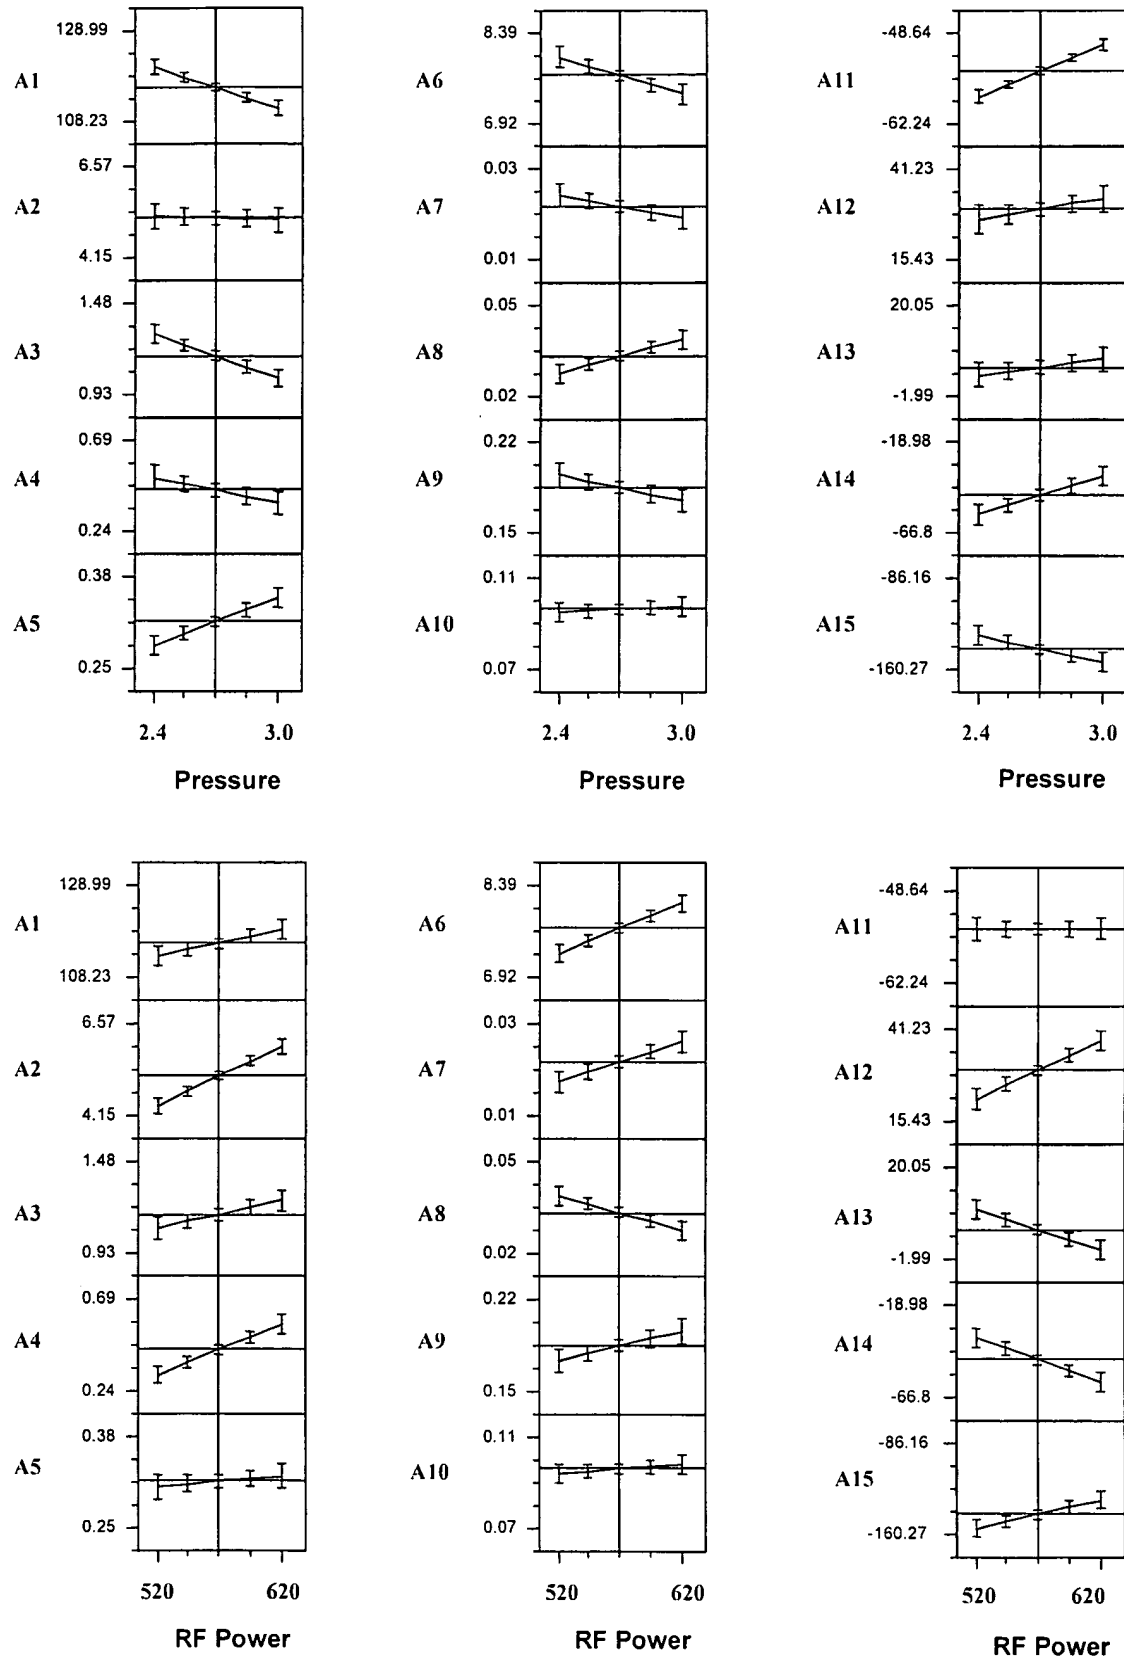 128.99
A1
108.23
6.57
A2
4.15
1.48
A3
0.93
0.69
A4
0.24
0.38
A5
0.25
2.4 3.0
Pressure
8.39
A6
6.92
0.03
A7
0.01
0.05
A8
0.02
0.22
A9
0.15
0.11
A10
0.07
2.4 3.0
Pressure
-48.64
A11
-62.24
41.23
A12
15.43
20.05
A13
-1.99
-18.98
A14
-66.8
-86.16
A15
-160.27
2.4 3.0
Pressure
128.99
A1
108.23
6.57
A2
4.15
1.48
A3
0.93
0.69
A4
0.24
0.38
A5
0.25
520 620
RF Power
8.39
A6
6.92
0.03
A7
0.01
0.05
A8
0.02
0.22
A9
0.15
0.11
A10
0.07
520 620
RF Power
-48.64
A11
-62.24
41.23
A12
15.43
20.05
A13
-1.99
-18.98
A14
-66.8
-86.16
A15
-160.27
520 620
RF Power